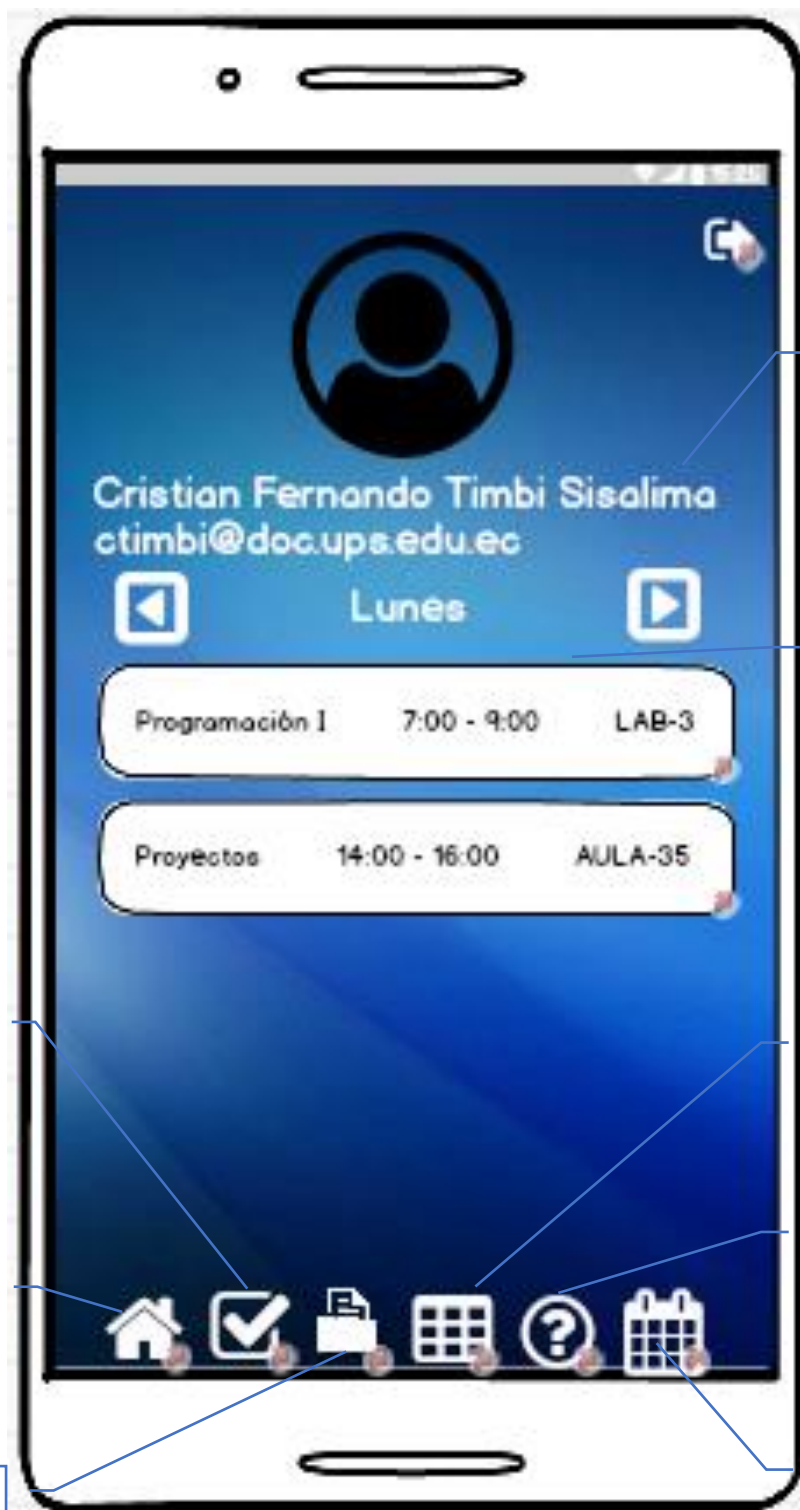 Cristian Fernando Timbi Sisalima
ctimbi@doc.ups.edu.ec
Lunes
Programación I 7:00 - 9:00 LAB-3
Proyectos 14:00 - 16:00 AULA-35